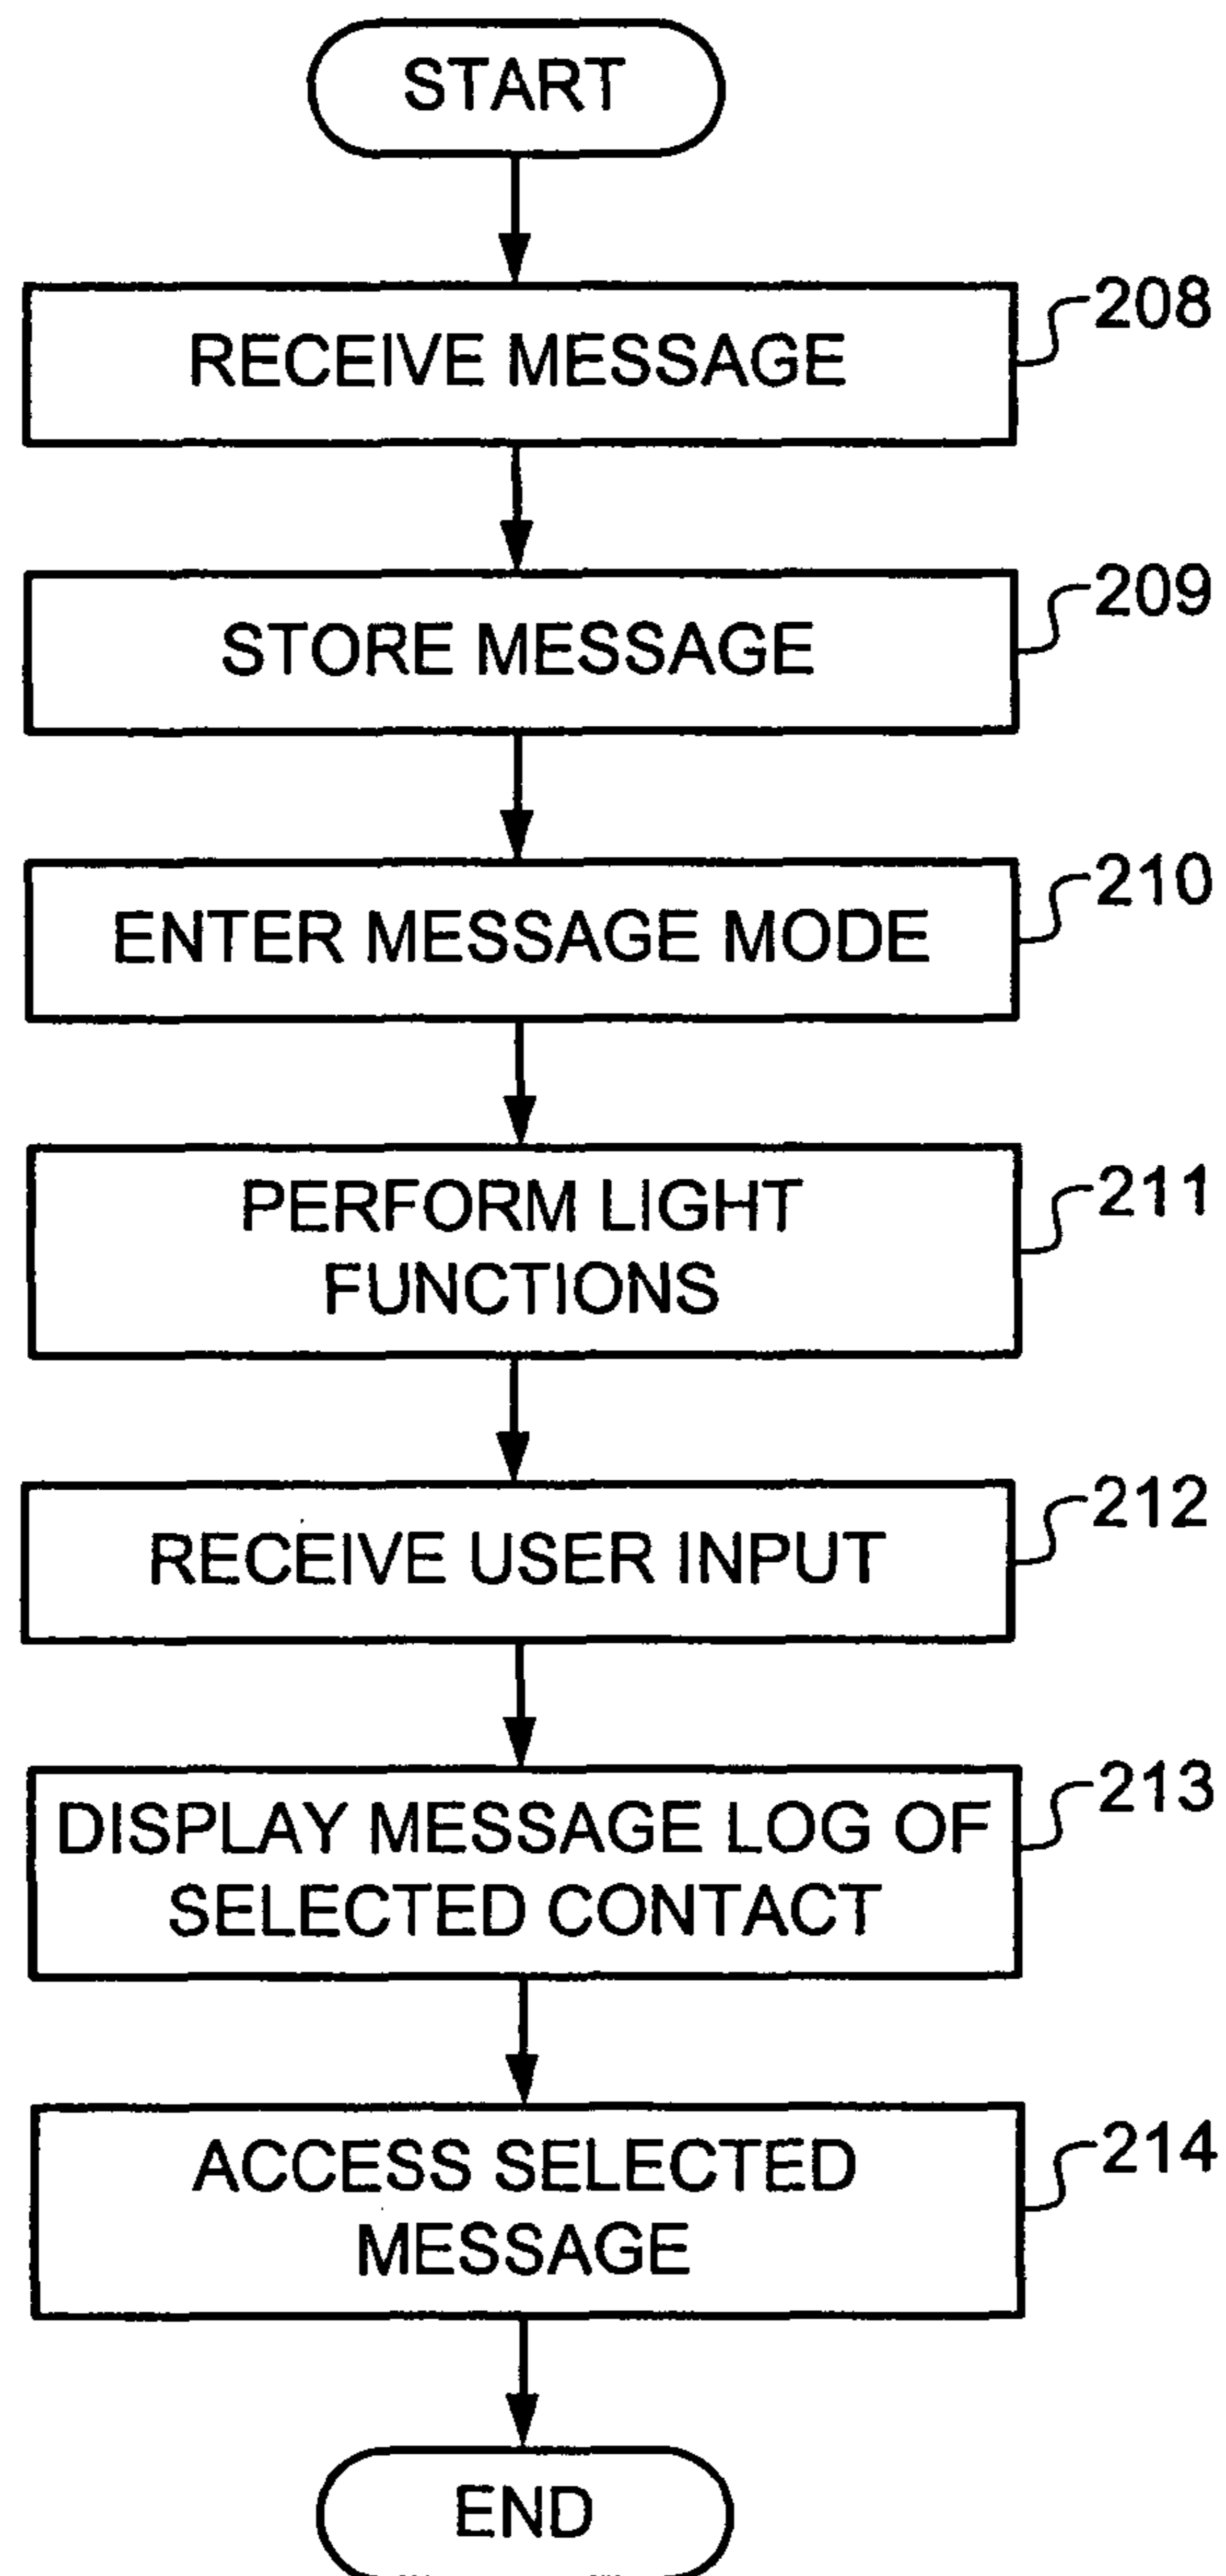 START
RECEIVE MESSAGE
208
STORE MESSAGE
209
ENTER MESSAGE MODE
210
PERFORM LIGHT
FUNCTIONS
211
RECEIVE USER INPUT
212
DISPLAY MESSAGE LOG OF
SELECTED CONTACT
213
ACCESS SELECTED
MESSAGE
214
END